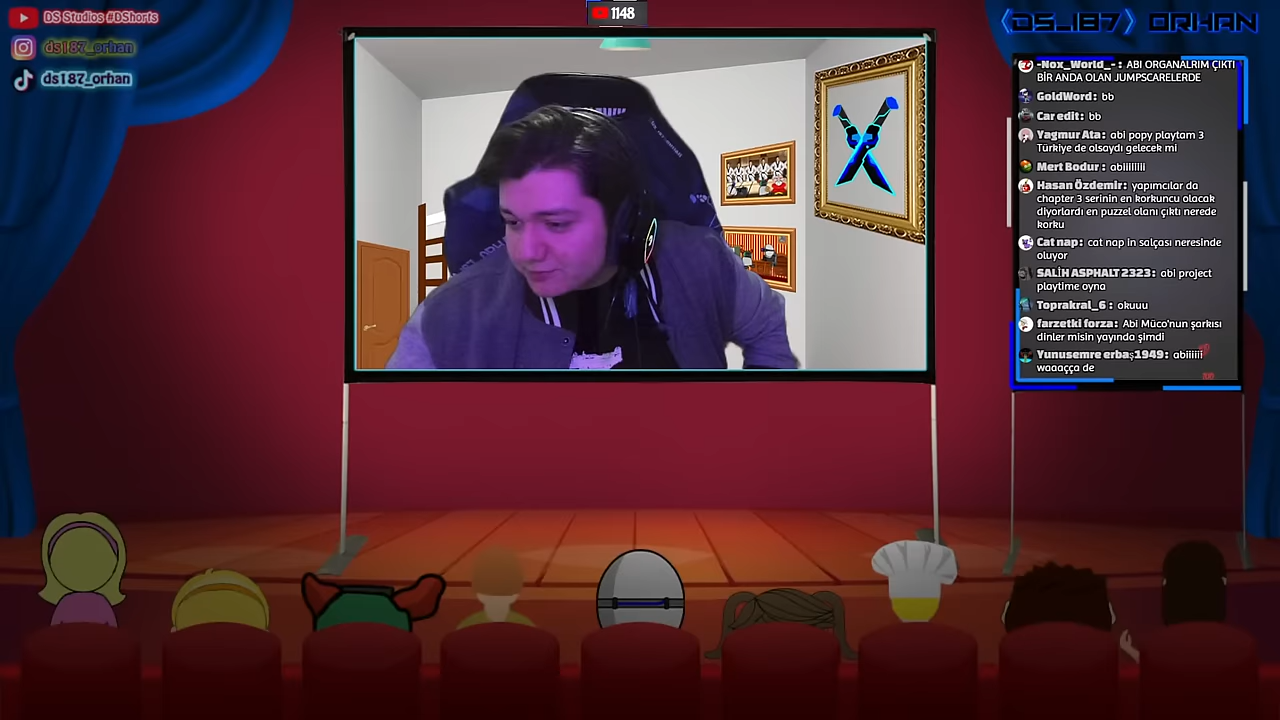 DS Studios #DShorts
ds187_orhan
ds187_orhan
1148
⟨DS_187⟩ ORHAN
-Nox_World_-: ABI ORGANALRIM ÇIKTI
BİR ANDA OLAN JUMPSCARELERDE
GoldWord: bb
Car edit: bb
Yagmur Ata: abi popy playtam 3
Türkiye de olsaydı gelecek mi
Mert Bodur: abiiiiiiii
Hasan Özdemir: yapımcılar da
chapter 3 serinin en korkuncu olacak
diyorlardı en puzzel olanı çıktı nerede
korku
Cat nap: cat nap in salçası neresinde
oluyor
SALİH ASPHALT 2323: abi project
playtime oyna
Toprakral_6: okuuu
farzetki forza: Abi Müco'nun şarkısı
dinler misin yayında şimdi
Yunusemre erbaş1949: abiiiiii
waaaçça de